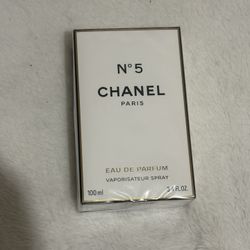 N°5
CHANEL
PARIS
EAU DE PARFUM
VAPORISATEUR SPRAY
100 ml
3.4 FL. OZ.